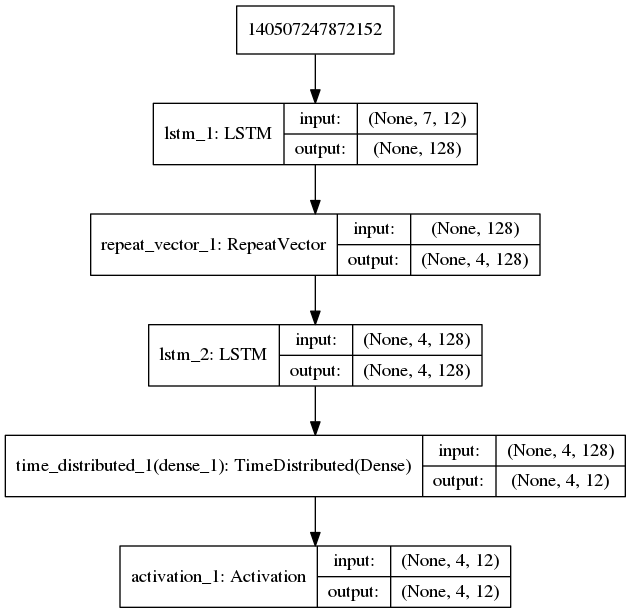 140507247872152
lstm_1: LSTM
input:
(None, 7, 12)
output:
(None, 128)
repeat_vector_1: RepeatVector
input:
(None, 128)
output:
(None, 4, 128)
lstm_2: LSTM
input:
(None, 4, 128)
output:
(None, 4, 128)
time_distributed_1(dense_1): TimeDistributed(Dense)
input:
(None, 4, 128)
output:
(None, 4, 12)
activation_1: Activation
input:
(None, 4, 12)
output:
(None, 4, 12)